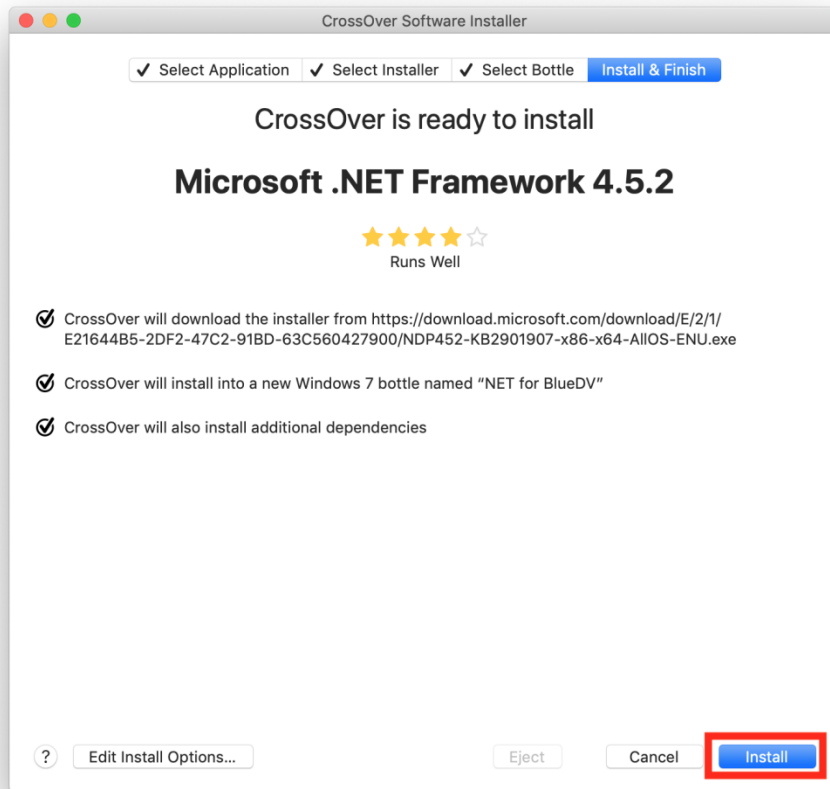 CrossOver Software Installer
✓ Select Application ✓ Select Installer ✓ Select Bottle Install & Finish
CrossOver is ready to install
Microsoft .NET Framework 4.5.2
Runs Well
CrossOver will download the installer from https://download.microsoft.com/download/E/2/1/
E21644B5-2DF2-47C2-91BD-63C560427900/NDP452-KB2901907-x86-x64-AllOS-ENU.exe
CrossOver will install into a new Windows 7 bottle named “NET for BlueDV”
CrossOver will also install additional dependencies
? Edit Install Options... Eject Cancel Install